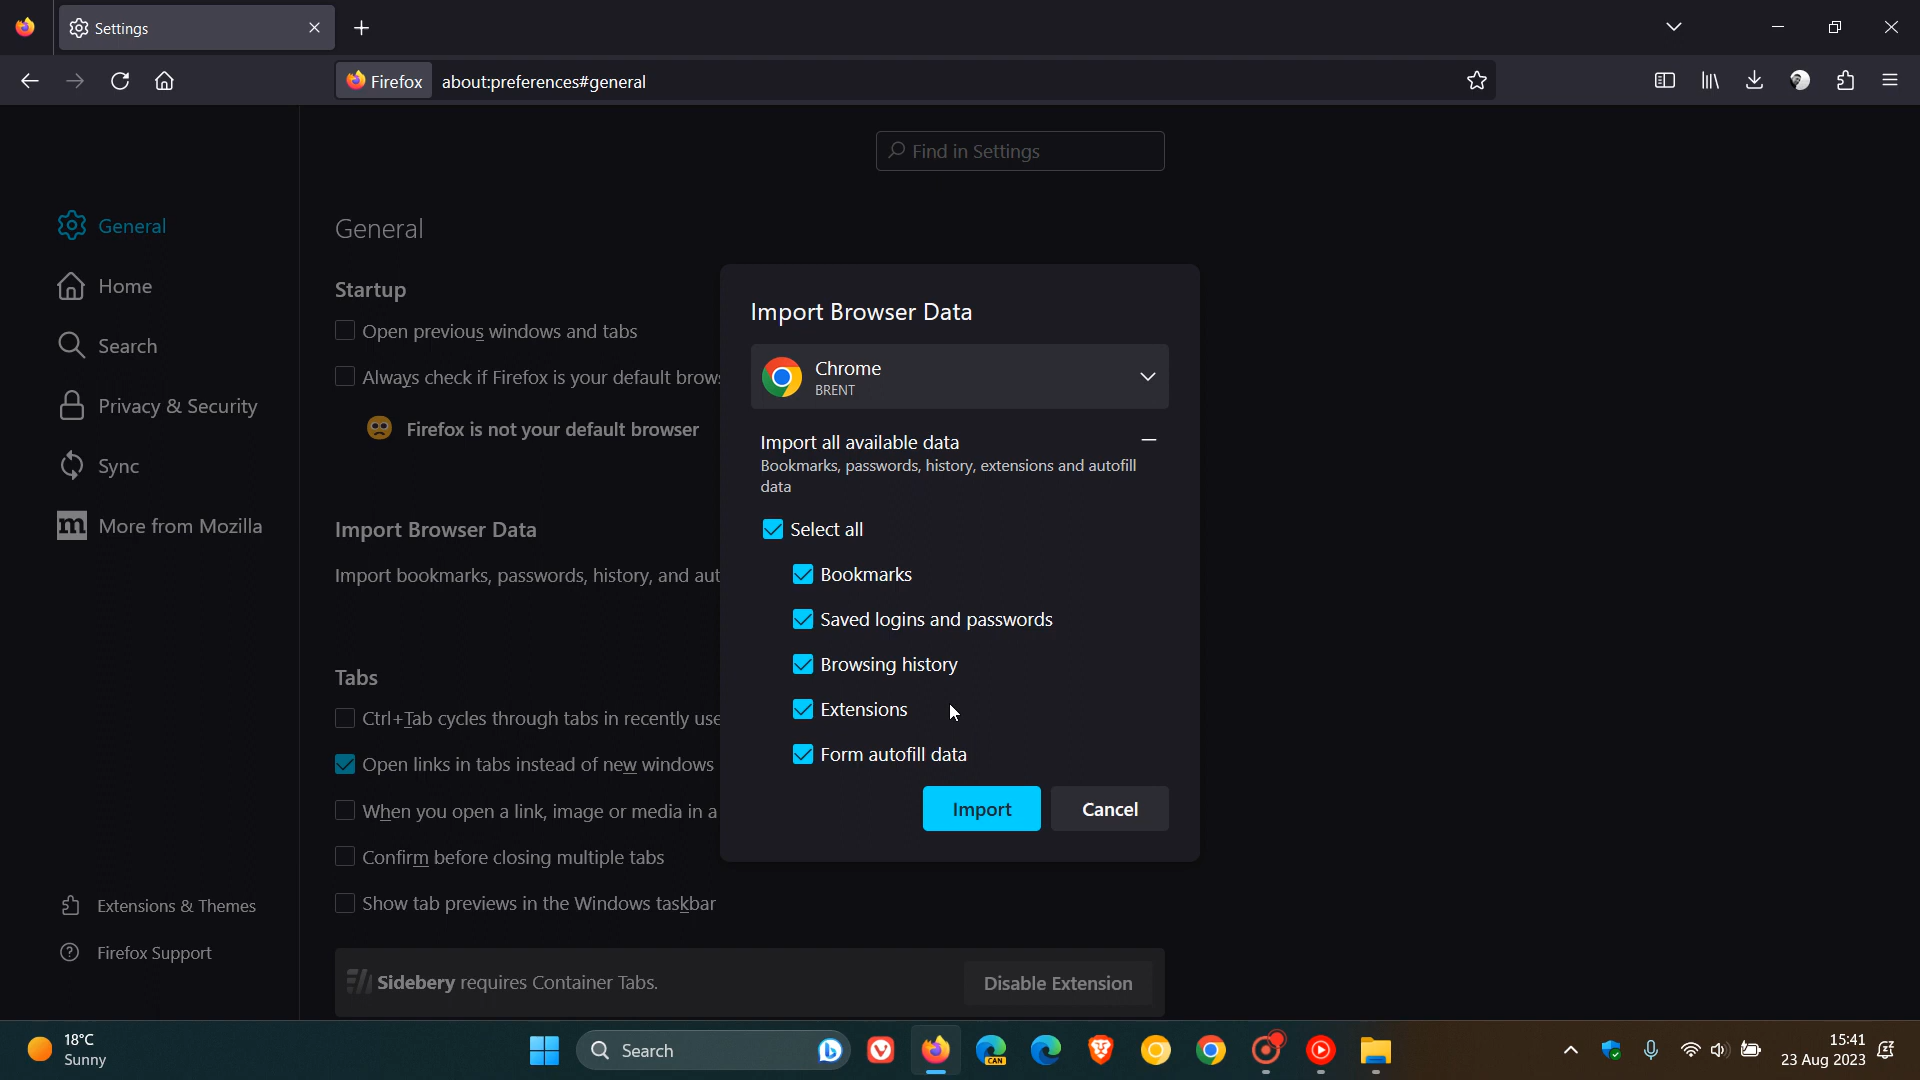 Settings
Firefox
about:preferences#general
Find in Settings
General
Home
Search
Privacy & Security
Sync
m
More from Mozilla
Extensions & Themes
Firefox Support
General
Startup
Open previous windows and tabs
Always check if Firefox is your default brow
Firefox is not your default browser
Import Browser Data
Import bookmarks, passwords, history, and aut
Tabs
Ctrl+Tab cycles through tabs in recently use
Open links in tabs instead of new windows
When you open a link, image or media in a
Confirm before closing multiple tabs
Show tab previews in the Windows taskbar
Sidebery requires Container Tabs.
Disable Extension
Import Browser Data
Chrome
BRENT
Import all available data
Bookmarks, passwords, history, extensions and autofill
data
Select all
Bookmarks
Saved logins and passwords
Browsing history
Extensions
Form autofill data
Import
Cancel
18°C
Sunny
Search
CAN
15:41
23 Aug 2023